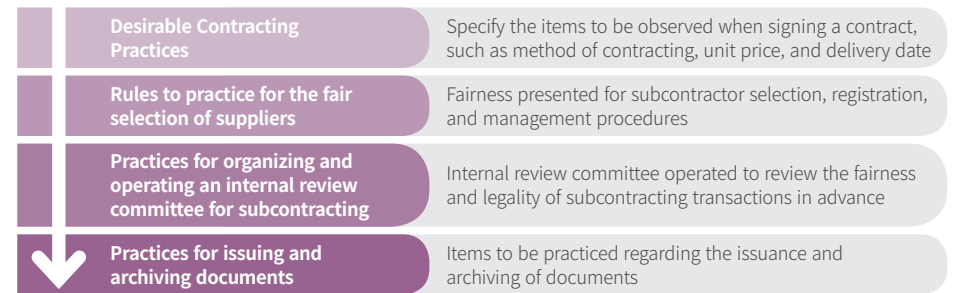 Desirable Contracting
Practices
Specify the items to be observed when signing a contract,
such as method of contracting, unit price, and delivery date
Rules to practice for the fair
selection of suppliers
Fairness presented for subcontractor selection, registration,
and management procedures
Practices for organizing and
operating an internal review
committee for subcontracting
Internal review committee operated to review the fairness
and legality of subcontracting transactions in advance
Practices for issuing and
archiving documents
Items to be practiced regarding the issuance and
archiving of documents